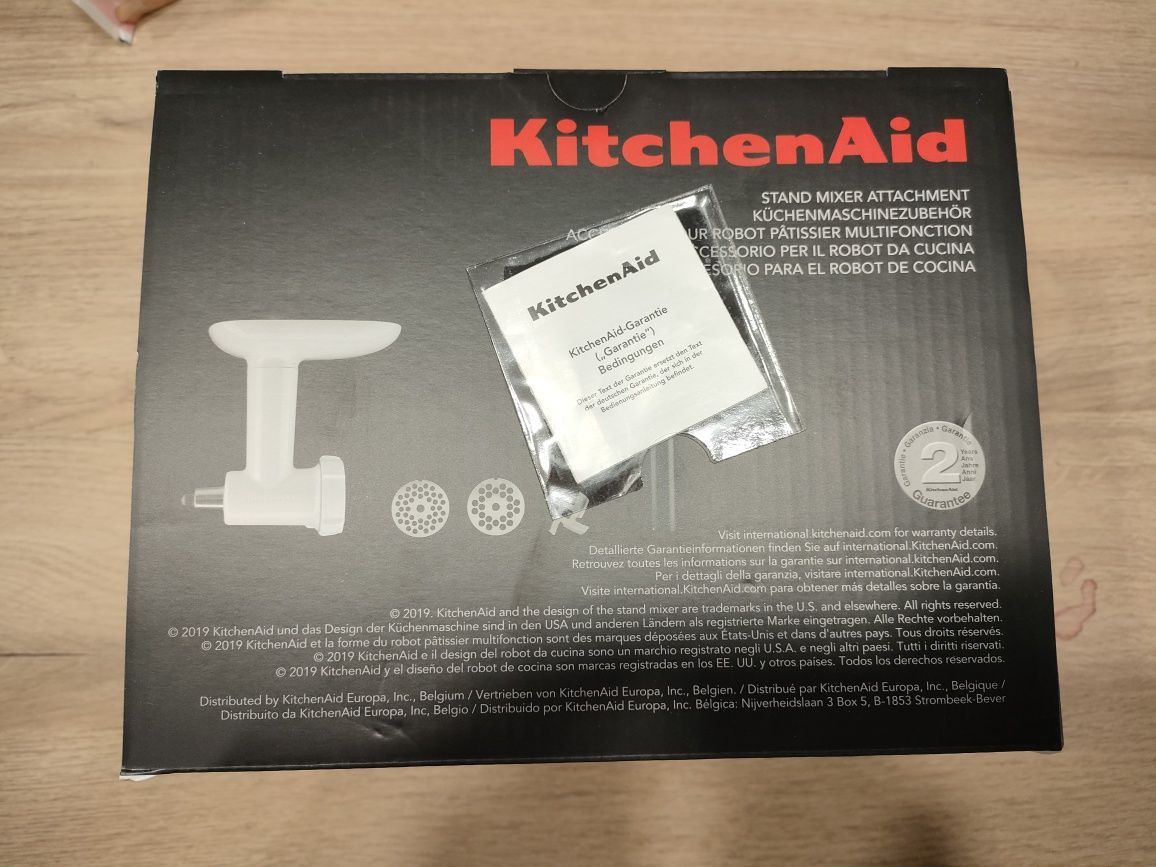 KitchenAid
STAND MIXER ATTACHMENT
KÜCHENMASCHINEZUBEHÖR
ROBOT PÂTISSIER MULTIFONCTION
PER IL ROBOT DA CUCINA
PARA EL ROBOT DE COCINA
KitchenAid
KitchenAid-Garantie
(„Garantie“)
Bedingungen
Dieser Text der Garantie ersetzt den Text
der deutschen Garantie, der sich in der
Bedienungsanleitung befindet.
Garantie • Garanzia • Garantie
2
Years
Ans
Jahre
Anni
Jaar
KitchenAid
Guarantee
Visit international.kitchenaid.com for warranty details.
Detaillierte Garantieinformationen finden Sie auf international.KitchenAid.com.
Retrouvez toutes les informations sur la garantie sur international.KitchenAid.com.
Per i dettagli della garanzia, visitare international.KitchenAid.com.
Visite international.KitchenAid.com para obtener más detalles sobre la garantía.
© 2019. KitchenAid and the design of the stand mixer are trademarks in the U.S. and elsewhere. All rights reserved.
© 2019 KitchenAid und das Design der Küchenmaschine sind in den USA und anderen Ländern als registrierte Marke eingetragen. Alle Rechte vorbehalten.
© 2019 KitchenAid et la forme du robot pâtissier multifonction sont des marques déposées aux États-Unis et dans d'autres pays. Tous droits réservés.
© 2019 KitchenAid e il design del robot da cucina sono un marchio registrato negli U.S.A. e negli altri paesi. Tutti i diritti riservati.
© 2019 KitchenAid y el diseño del robot de cocina son marcas registradas en los EE. UU. y otros países. Todos los derechos reservados.
Distributed by KitchenAid Europa, Inc., Belgium / Vertrieben von KitchenAid Europa, Inc., Belgien. / Distribué par KitchenAid Europa, Inc., Belgique /
Distribuito da KitchenAid Europa, Inc, Belgio / Distribuido por KitchenAid Europa, Inc. Bélgica: Nijverheidslaan 3 Box 5, B-1853 Strombeek-Bever